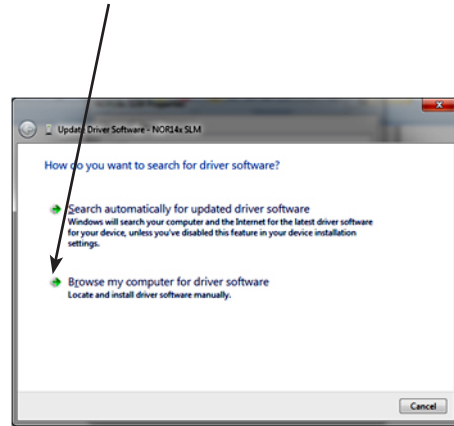 Update Driver Software - NOR14x SLM
How do you want to search for driver software?
Search automatically for updated driver software
Windows will search your computer and the Internet for the latest driver software
for your device, unless you've disabled this feature in your device installation
settings.
Browse my computer for driver software
Locate and install driver software manually.
Cancel